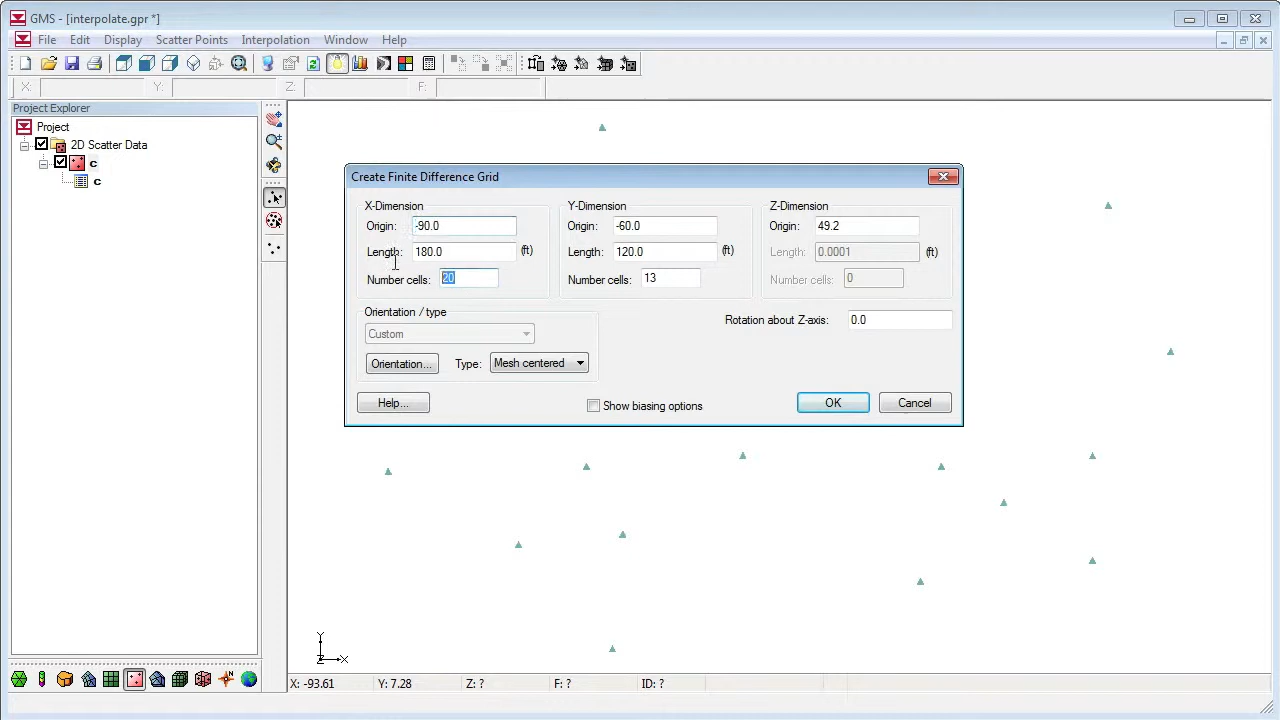 GMS - [interpolate.gpr *]
File Edit Display Scatter Points Interpolation Window Help
X: Y: Z: F:
Project Explorer
Project
2D Scatter Data
c
c
Create Finite Difference Grid
X-Dimension Y-Dimension Z-Dimension
Origin: -90.0 Origin: -60.0 Origin: 49.2
Length: 180.0 (ft) Length: 120.0 (ft) Length: 0.0001 (ft)
Number cells: 20 Number cells: 13 Number cells: 0
Orientation / type
Rotation about Z-axis: 0.0
Custom
Orientation... Type: Mesh centered
Help... Show biasing options OK Cancel
Y
Z X
X: -93.61 Y: 7.28 Z: ? F: ? ID: ?